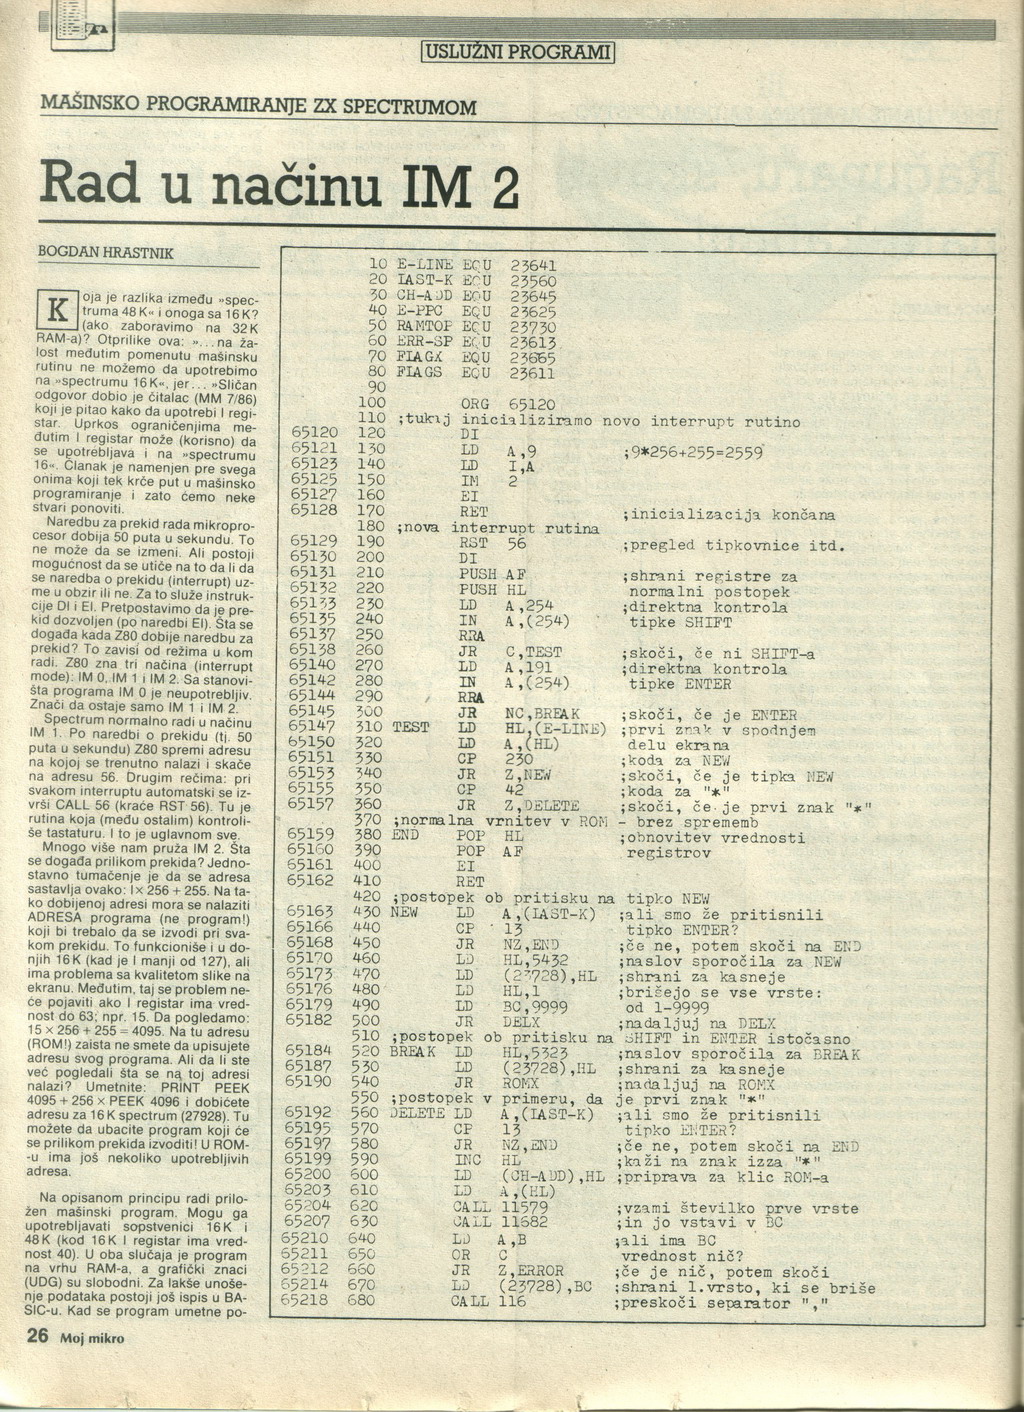 USLUŽNI PROGRAMI
MAŠINSKO PROGRAMIRANJE ZX SPECTRUMOM
Rad u načinu IM 2
BOGDAN HRASTNIK
Koja je razlika između »spec-
truma 48 K« i onoga sa 16 K?
(ako zaboravimo na 32 K
RAM-a)? Otprilike ova: »...na ža-
lost međutim pomenutu mašinsku
rutinu ne možemo da upotrebimo
na »spectrumu 16 K«, jer... »Sličan
odgovor dobio je čitalac (MM 7/86)
koji je pitao kako da upotrebi I regi-
star. Uprkos ograničenjima me-
đutim I registar može (korisno) da
se upotrebljava i na »spectrumu
16«. Članak je namenjen pre svega
onima koji tek krče put u mašinsko
programiranje i zato ćemo neke
stvari ponoviti.
Naredbu za prekid rada mikropro-
cesor dobija 50 puta u sekundu. To
ne može da se izmeni. Ali postoji
mogućnost da se utiče na to da li da
se naredba o prekidu (interrupt) uz-
me u obzir ili ne. Za to služe instruk-
cije DI i EI. Pretpostavimo da je pre-
kid dozvoljen (po naredbi EI). Šta se
događa kada Z80 dobije naredbu za
prekid? To zavisi od režima u kom
radi. Z80 zna tri načina (interrupt
mode): IM 0, IM 1 i IM 2. Sa stanovi-
šta programa IM 0 je neupotrebljiv.
Znači da ostaje samo IM 1 i IM 2.
Spectrum normalno radi u načinu
IM 1. Po naredbi o prekidu (tj. 50
puta u sekundu) Z80 spremi adresu
na kojoj se trenutno nalazi i skače
na adresu 56. Drugim rečima: pri
svakom interruptu automatski se iz-
vrši CALL 56 (kraće RST 56). Tu je
rutina koja (među ostalim) kontroli-
še tastaturu. I to je uglavnom sve.
Mnogo više nam pruža IM 2. Šta
se događa prilikom prekida? Jedno-
stavno tumačenje je da se adresa
sastavlja ovako: I× 256 + 255. Na ta-
ko dobijenoj adresi mora se nalaziti
ADRESA programa (ne program!)
koji bi trebalo da se izvodi pri sva-
kom prekidu. To funkcioniše i u do-
njih 16 K (kad je I manji od 127), ali
ima problema sa kvalitetom slike na
ekranu. Međutim, taj se problem ne-
će pojaviti ako I registar ima vred-
nost do 63; npr. 15. Da pogledamo:
15 × 256 + 255 = 4095. Na tu adresu
(ROM!) zaista ne smete da upisujete
adresu svog programa. Ali da li ste
već pogledali šta se na toj adresi
nalazi? Umetnite: PRINT PEEK
4095 + 256 × PEEK 4096 i dobićete
adresu za 16 K spectrum (27928). Tu
možete da ubacite program koji će
se prilikom prekida izvoditi! U ROM-
-u ima još nekoliko upotrebljivih
adresa.
Na opisanom principu radi prilo-
žen mašinski program. Mogu ga
upotrebljavati sopstvenici 16 K i
48 K (kod 16 K I registar ima vred-
nost 40). U oba slučaja je program
na vrhu RAM-a, a grafički znaci
(UDG) su slobodni. Za lakše unoše-
nje podataka postoji još ispis u BA-
SIC-u. Kad se program umetne po-
10 E-LINE EQU 23641
20 LAST-K EQU 23560
30 CH-ADD EQU 23645
40 E-PPC EQU 23625
50 RAMTOP EQU 23730
60 ERR-SP EQU 23613
70 FLAGX EQU 23665
80 FLAGS EQU 23611
90
100 ORG 65120
110 ;tukaj inicializiramo novo interrupt rutino
65120 120 DI
65121 130 LD A,9 ;9*256+255=2559
65123 140 LD I,A
65125 150 IM 2
65127 160 EI
65128 170 RET ;inicializacija končana
180 ;nova interrupt rutina
65129 190 RST 56 ;pregled tipkovnice itd.
65130 200 DI
65131 210 PUSH AF ;shrani registre za
65132 220 PUSH HL normalni postopek
65133 230 LD A,254 ;direktna kontrola
65135 240 IN A,(254) tipke SHIFT
65137 250 RRA
65138 260 JR C,TEST ;skoči, če ni SHIFT-a
65140 270 LD A,191 ;direktna kontrola
65142 280 IN A,(254) tipke ENTER
65144 290 RRA
65145 300 JR NC,BREAK ;skoči, če je ENTER
65147 310 TEST LD HL,(E-LINE) ;prvi znak v spodnjem
65150 320 LD A,(HL) delu ekrana
65151 330 CP 230 ;koda za NEW
65153 340 JR Z,NEW ;skoči, če je tipka NEW
65155 350 CP 42 ;koda za "*"
65157 360 JR Z,DELETE ;skoči, če je prvi znak "*"
370 ;normalna vrnitev v ROM - brez sprememb
65159 380 END POP HL ;obnovitev vrednosti
65160 390 POP AF registrov
65161 400 EI
65162 410 RET
420 ;postopek ob pritisku na tipko NEW
65163 430 NEW LD A,(LAST-K) ;ali smo že pritisnili
65166 440 CP 13 tipko ENTER?
65168 450 JR NZ,END ;če ne, potem skoči na END
65170 460 LD HL,5432 ;naslov sporočila za NEW
65173 470 LD (23728),HL ;shrani za kasneje
65176 480 LD HL,1 ;brišejo se vse vrste:
65179 490 LD BC,9999 od 1-9999
65182 500 JR DELX ;nadaljuj na DELX
510 ;postopek ob pritisku na SHIFT in ENTER istočasno
65184 520 BREAK LD HL,5323 ;naslov sporočila za BREAK
65187 530 LD (23728),HL ;shrani za kasneje
65190 540 JR ROMX ;nadaljuj na ROMX
550 ;postopek v primeru, da je prvi znak "*"
65192 560 DELETE LD A,(LAST-K) ;ali smo že pritisnili
65195 570 CP 13 tipko ENTER?
65197 580 JR NZ,END ;če ne, potem skoči na END
65199 590 INC HL ;kaži na znak izza "*"
65200 600 LD (CH-ADD),HL ;priprava za klic ROM-a
65203 610 LD A,(HL)
65204 620 CALL 11579 ;vzami številko prve vrste
65207 630 CALL 11682 ;in jo vstavi v BC
65210 640 LD A,B ;ali ima BC
65211 650 OR C vrednost nič?
65212 660 JR Z,ERROR ;če je nič, potem skoči
65214 670 LD (23728),BC ;shrani 1.vrsto, ki se briše
65218 680 CALL 116 ;preskoči separator ","
26 Moj mikro